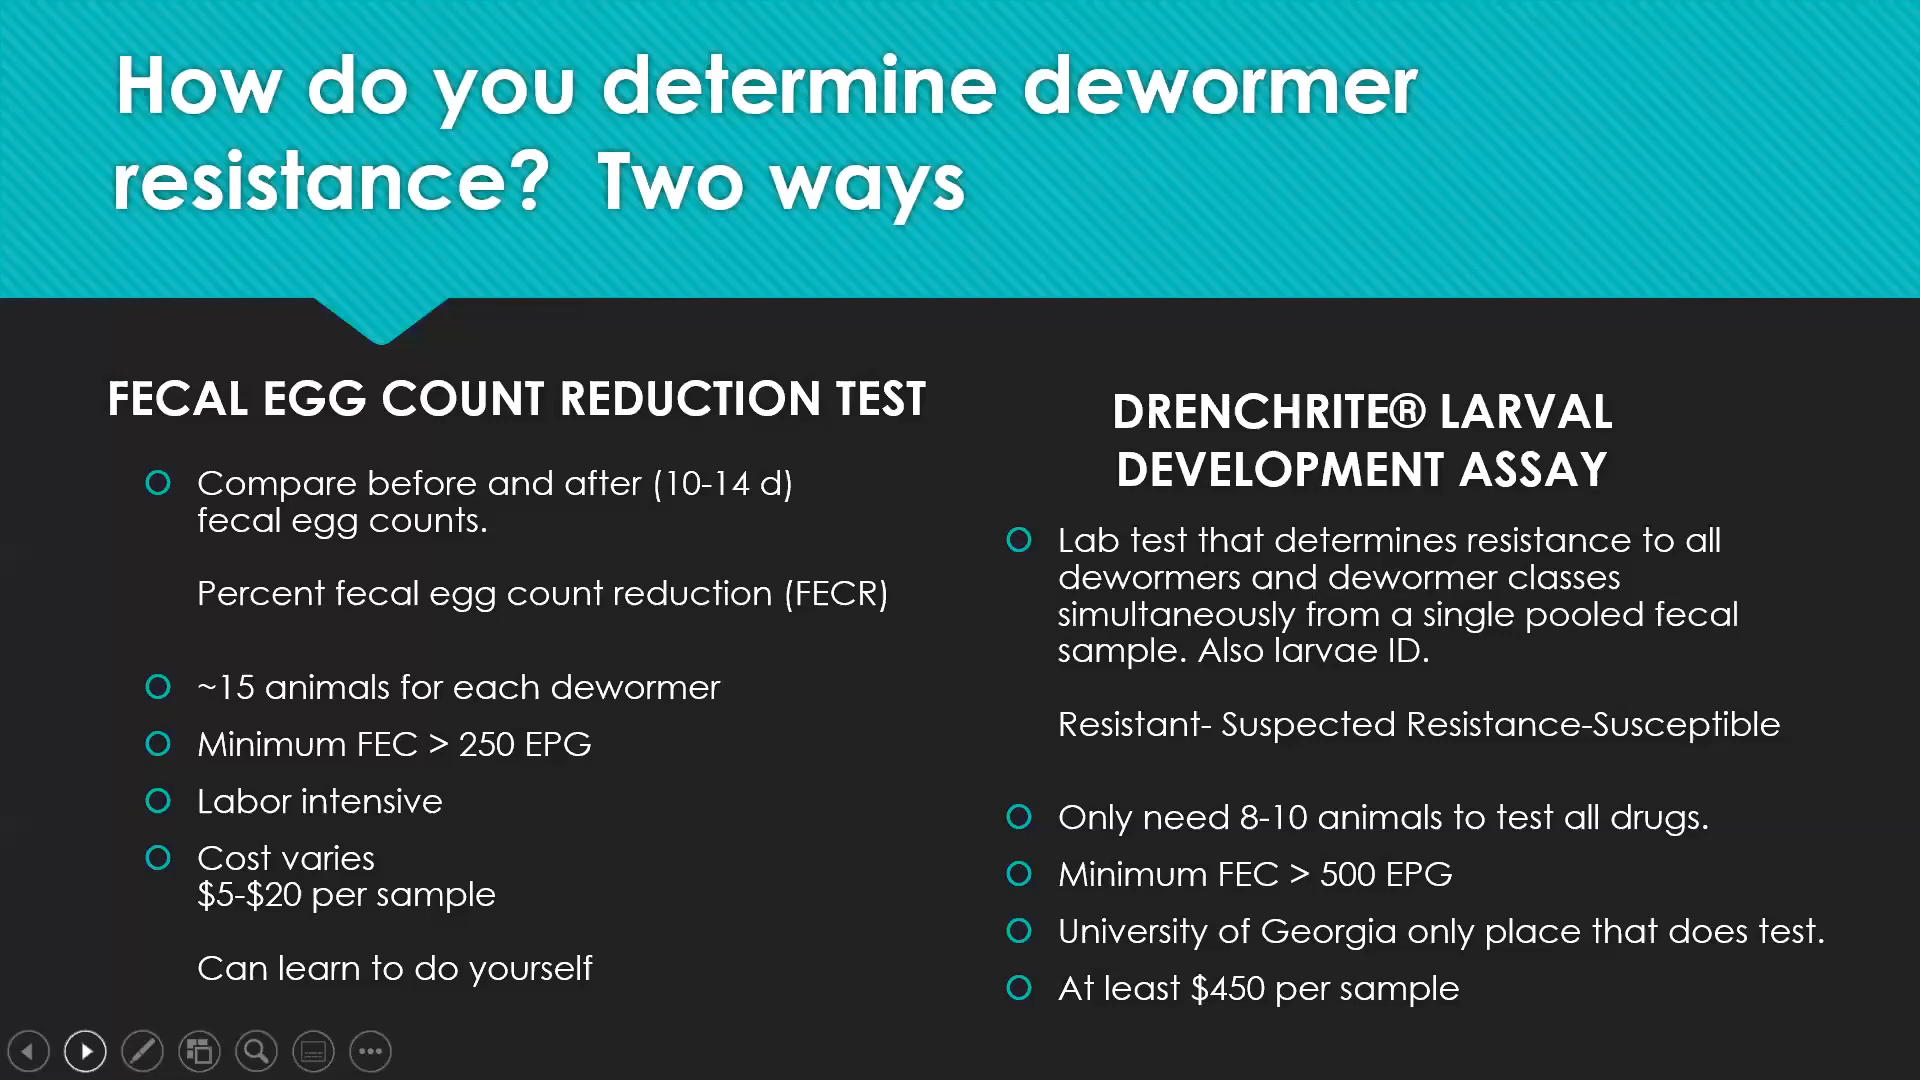 How do you determine dewormer
resistance?  Two ways
FECAL EGG COUNT REDUCTION TEST
Compare before and after (10-14 d)
fecal egg counts.
Percent fecal egg count reduction (FECR)
~15 animals for each dewormer
Minimum FEC > 250 EPG
Labor intensive
Cost varies
$5-$20 per sample
Can learn to do yourself
DRENCHRITE® LARVAL
DEVELOPMENT ASSAY
Lab test that determines resistance to all
dewormers and dewormer classes
simultaneously from a single pooled fecal
sample. Also larvae ID.
Resistant- Suspected Resistance-Susceptible
Only need 8-10 animals to test all drugs.
Minimum FEC > 500 EPG
University of Georgia only place that does test.
At least $450 per sample